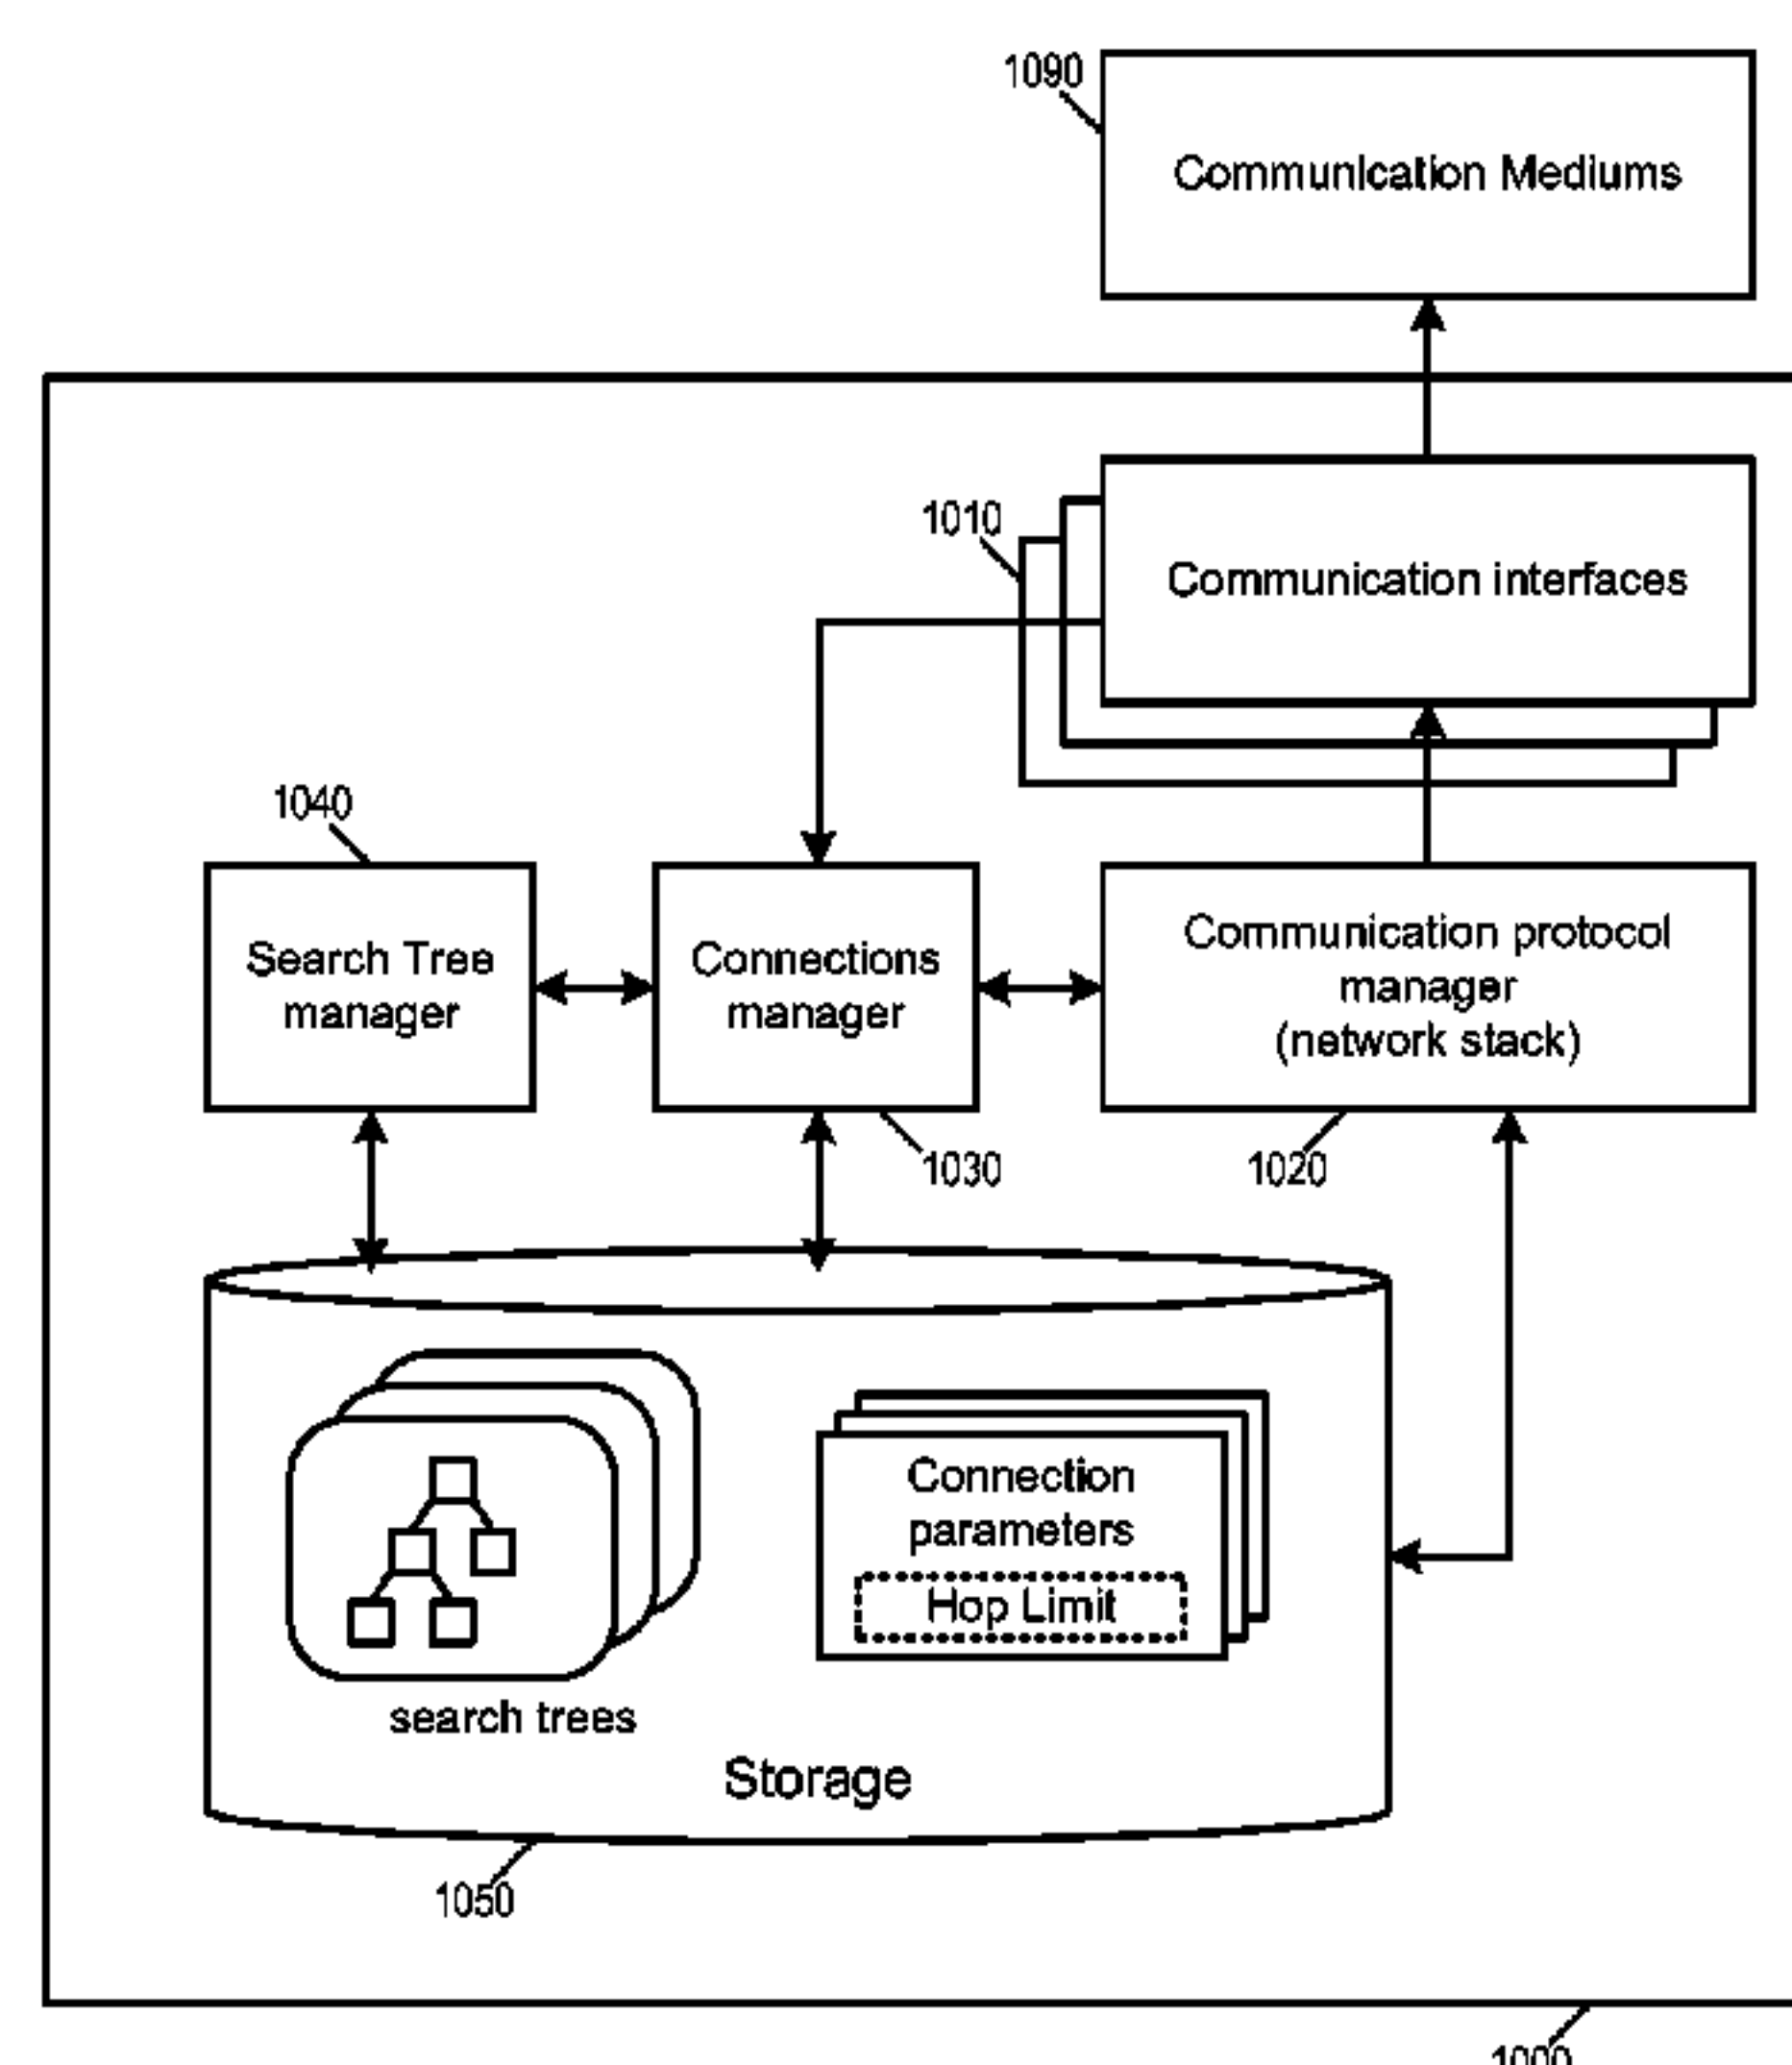 1090
Communication Mediums
1010
Communication interfaces
1040
Search Tree
manager
Connections
manager
Communication protocol
manager
(network stack)
1030
1020
Connection
parameters
Hop Limit
search trees
Storage
1050
1000